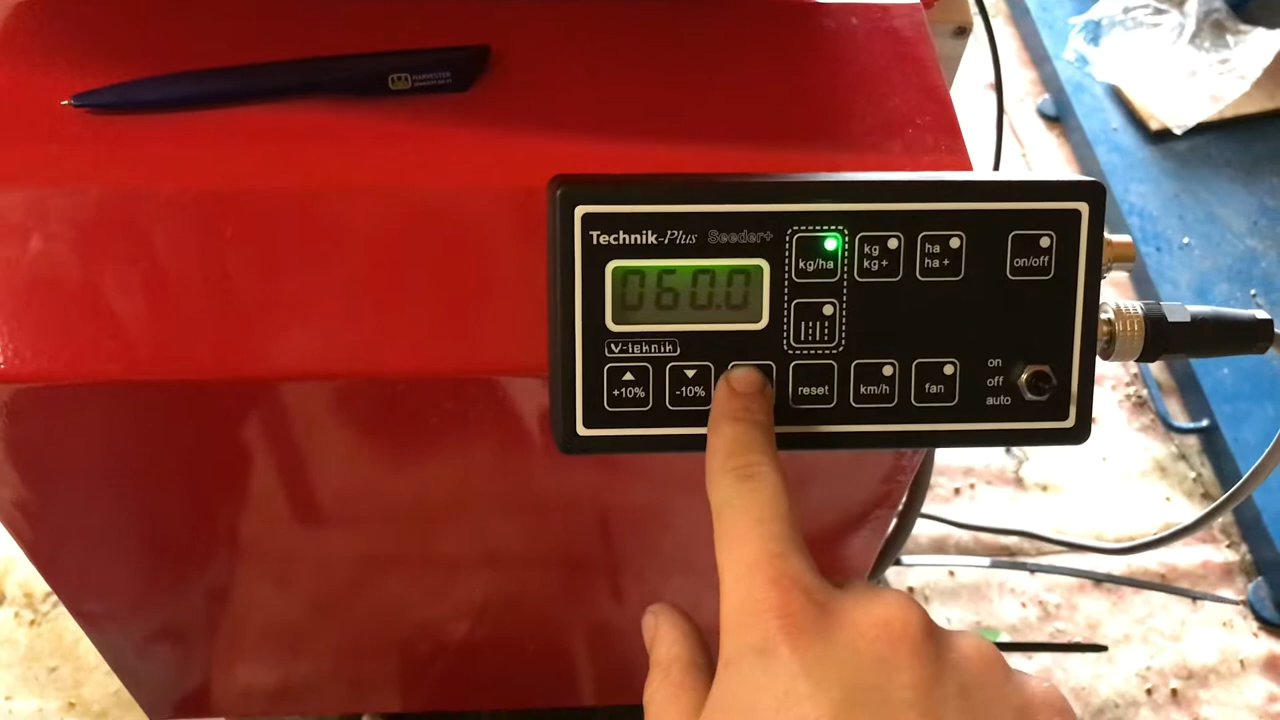 HARVESTER
Technik-Plus Seeder+
060.0
V-teknik
kg/ha
kg
kg+
ha
ha+
on/off
+10%
-10%
reset
km/h
fan
on
off
auto